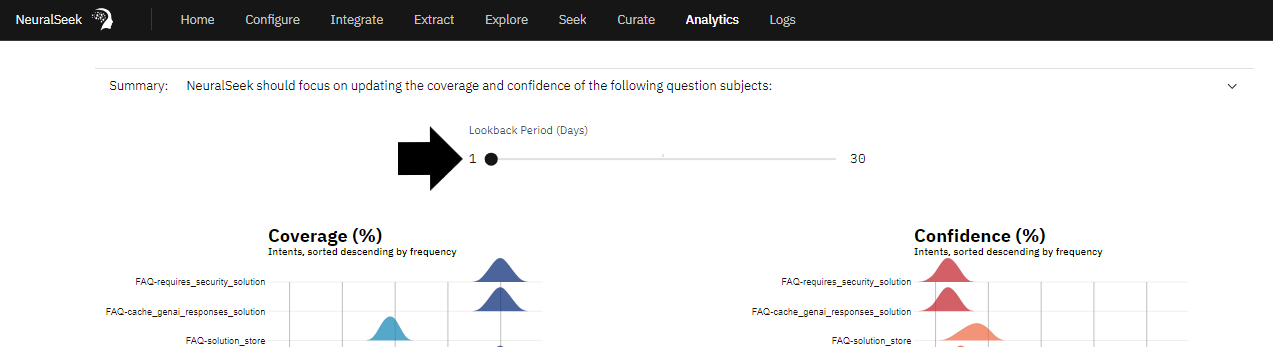 NeuralSeek Home Configure Integrate Extract Explore Seek Curate Analytics Logs
Summary: NeuralSeek should focus on updating the coverage and confidence of the following question subjects:
Lookback Period (Days)
1 30
Coverage (%)
Intents, sorted descending by frequency
FAQ-requires_security_solution
FAQ-cache_genai_responses_solution
FAQ-solution_store
Confidence (%)
Intents, sorted descending by frequency
FAQ-requires_security_solution
FAQ-cache_genai_responses_solution
FAQ-solution_store